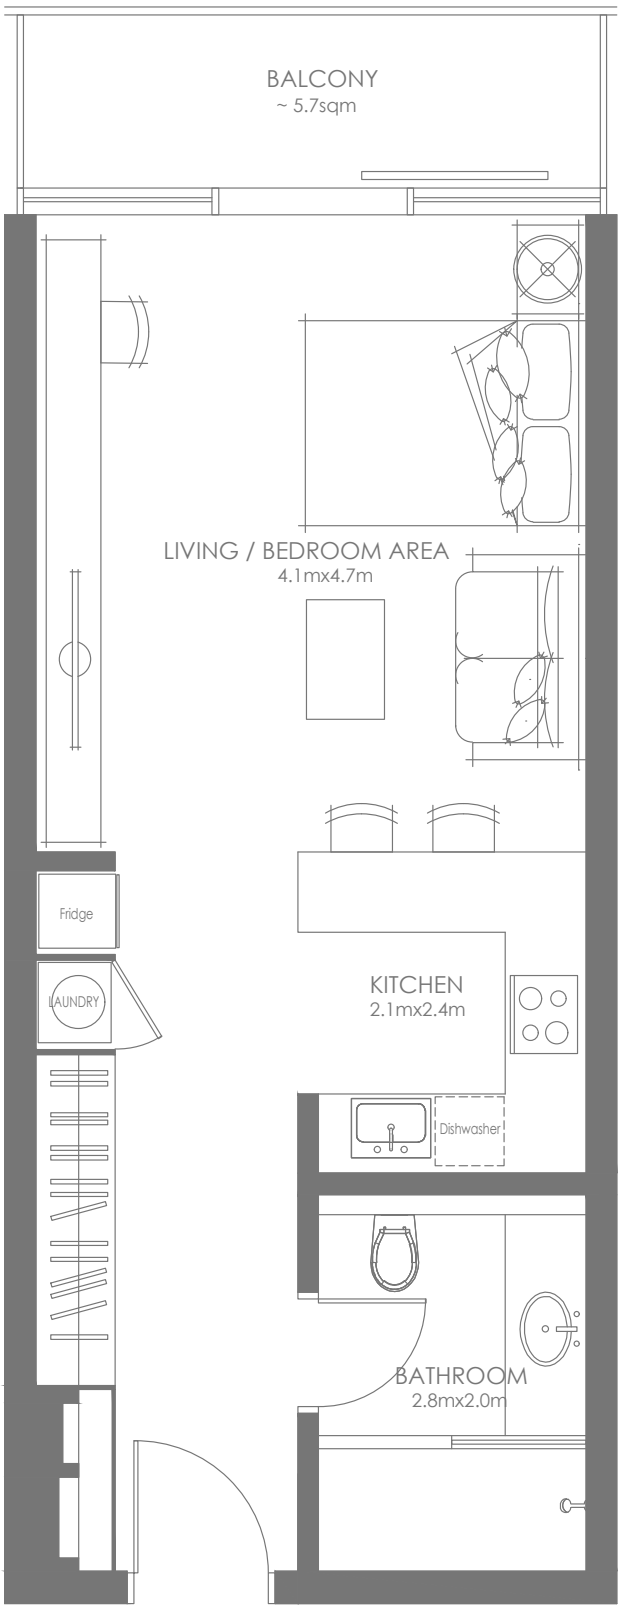 BALCONY
~ 5.7sqm
LIVING / BEDROOM AREA
4.1mx4.7m
Fridge
LAUNDRY
KITCHEN
2.1mx2.4m
Dishwasher
BATHROOM
2.8mx2.0m